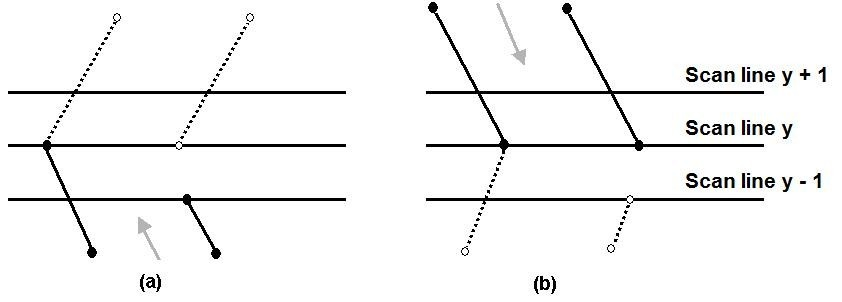 Scan line y + 1
Scan line y
Scan line y - 1
(a)
(b)